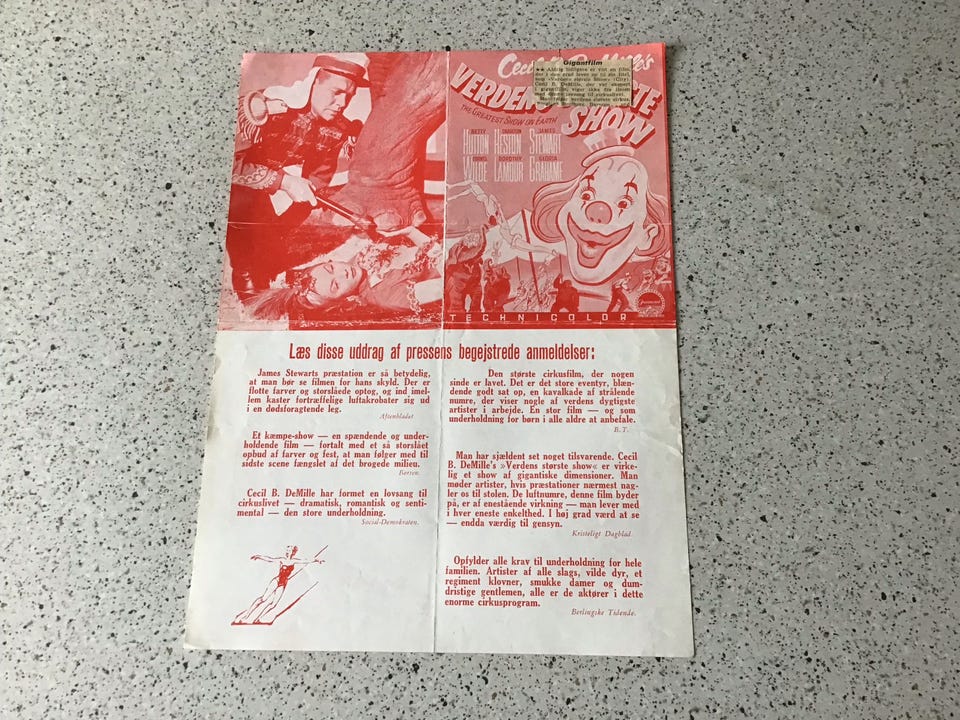 Cecil
Mille's
Gigantfilm
VERDENS
STE
SHOW
THE GREATEST SHOW ON EARTH
BETTY CHARLTON JAMES
HUTTON HESTON STEWART
CORNEL DOROTHY GLORIA
WILDE LAMOUR GRAHAME
TECHNICOLOR
Læs disse uddrag af pressens begejstrede anmeldelser:
James Stewarts præstation er så betydelig,
at man bør se filmen for hans skyld. Der er
flotte farver og storslåede optog, og ind imel-
lem kaster fortræffelige luftakrobater sig ud
i en dødsforagtende leg.
Aftenbladet
Et kæmpe-show — en spændende og under-
holdende film — fortalt med et så storslået
opbud af farver og fest, at man følger med til
sidste scene fængslet af det brogede milieu.
Børsen.
Cecil B. DeMille har formet en lovsang til
cirkuslivet — dramatisk, romantisk og senti-
mental — den store underholdning.
Social-Demokraten.
Den største cirkusfilm, der nogen
sinde er lavet. Det er det store eventyr, blæn-
dende godt sat op, en kavalkade af strålende
numre, der viser nogle af verdens dygtigste
artister i arbejde. En stor film — og som
underholdning for børn i alle aldre at anbefale.
B. T.
Man har sjældent set noget tilsvarende. Cecil
B. DeMille's »Verdens største show« er virke-
lig et show af gigantiske dimensioner. Man
møder artister, hvis præstationer nærmest nag-
ler os til stolen. De luftnumre, denne film byder
på, er af enestående virkning — man lever med
i hver eneste enkelthed. I høj grad værd at se
— endda værdig til gensyn.
Kristeligt Dagblad.
Opfylder alle krav til underholdning for hele
familien. Artister af alle slags, vilde dyr, et
regiment klovner, smukke damer og dum-
dristige gentlemen, alle er de aktører i dette
enorme cirkusprogram.
Berlingske Tidende.